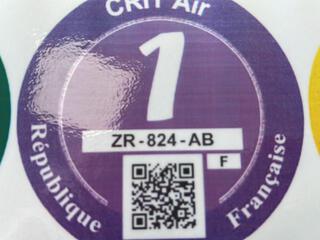 CRIT'Air
1
ZR-824-AB
F
République Française